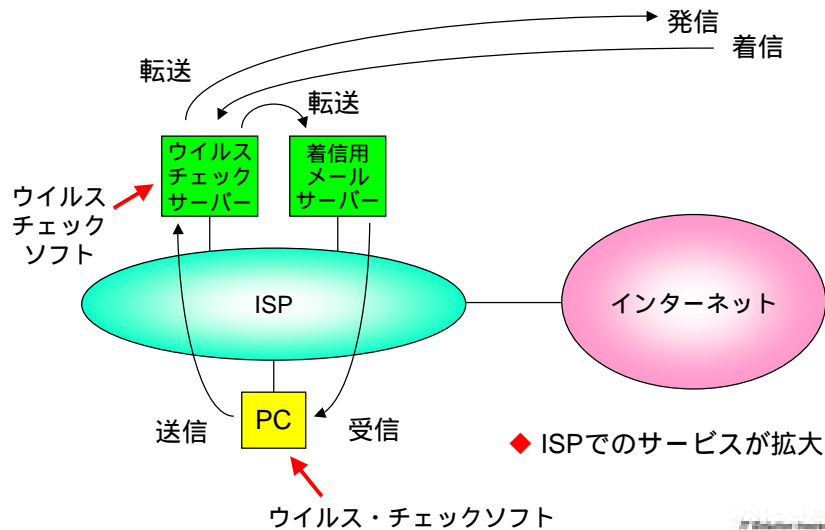 発信
着信
転送
転送
ウイルス
チェック
サーバー
着信用
メール
サーバー
ウイルス
チェック
ソフト
ISP
インターネット
送信
PC
受信
◆ ISPでのサービスが拡大
ウイルス・チェックソフト